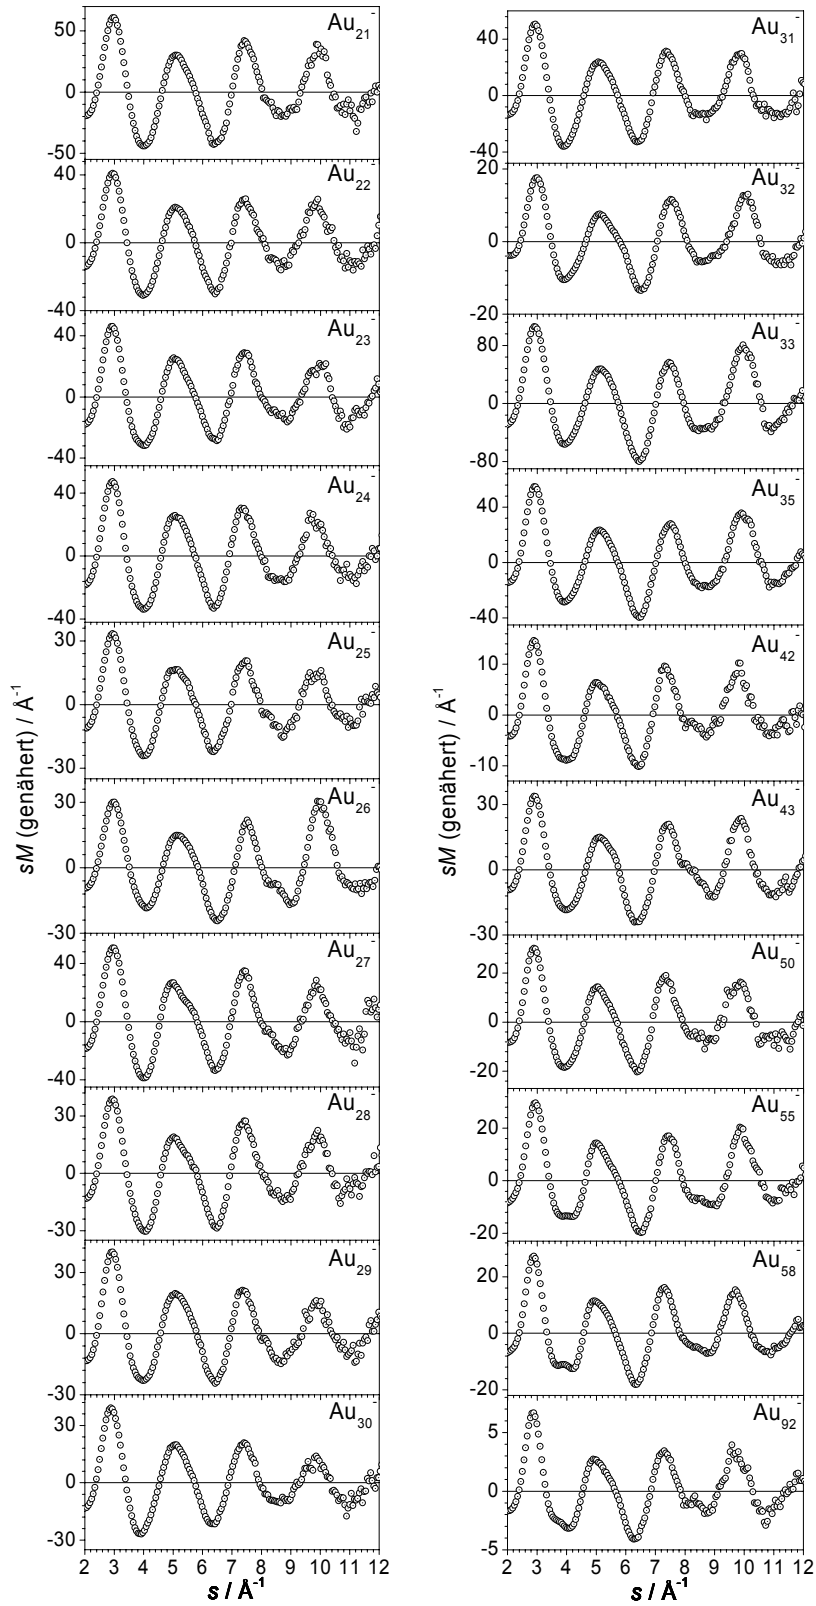 50
0
-50
Au21-
40
0
-40
Au22-
40
0
-40
Au23-
40
0
-40
Au24-
30
0
-30
Au25-
30
0
-30
Au26-
40
0
-40
Au27-
30
0
-30
Au28-
30
0
-30
Au29-
30
0
-30
Au30-
sM (genähert) / Å-1
2 3 4 5 6 7 8 9 10 11 12
s / Å-1
40
0
-40
Au31-
20
0
-20
Au32-
80
0
-80
Au33-
40
0
-40
Au35-
10
0
-10
Au42-
30
0
-30
Au43-
20
0
-20
Au50-
20
0
-20
Au55-
20
0
-20
Au58-
5
0
-5
Au92-
sM (genähert) / Å-1
2 3 4 5 6 7 8 9 10 11 12
s / Å-1